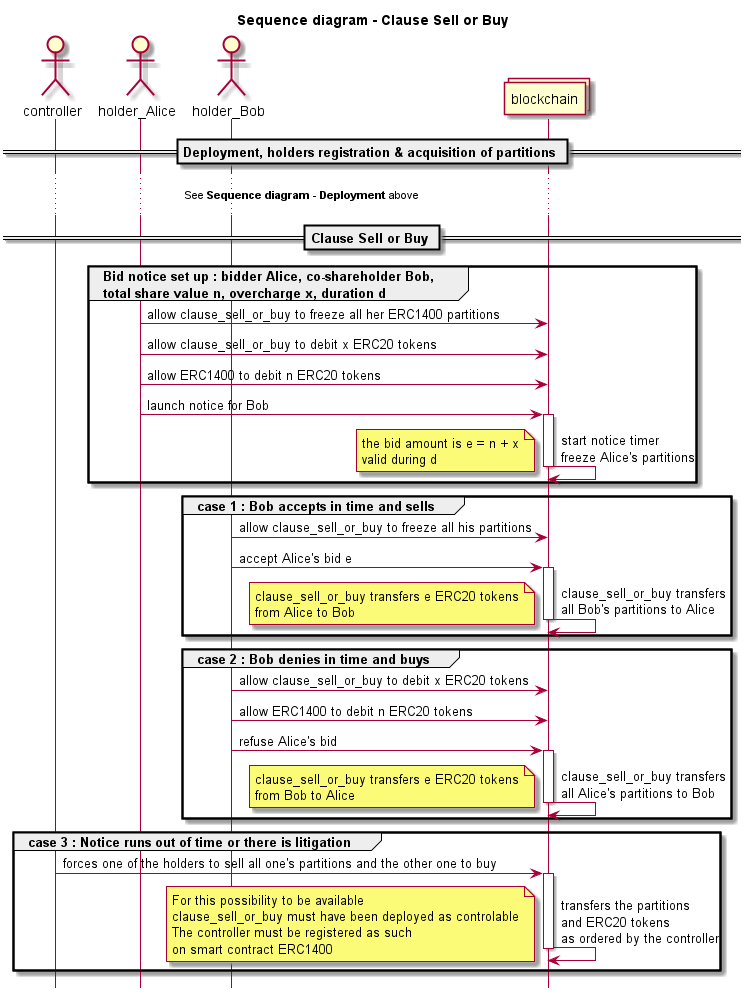 Sequence diagram - Clause Sell or Buy
controller
holder_Alice
holder_Bob
blockchain
Deployment, holders registration & acquisition of partitions
See Sequence diagram - Deployment above
Clause Sell or Buy
Bid notice set up : bidder Alice, co-shareholder Bob,
total share value n, overcharge x, duration d
allow clause_sell_or_buy to freeze all her ERC1400 partitions
allow clause_sell_or_buy to debit x ERC20 tokens
allow ERC1400 to debit n ERC20 tokens
launch notice for Bob
the bid amount is e = n + x
valid during d
start notice timer
freeze Alice's partitions
case 1 : Bob accepts in time and sells
allow clause_sell_or_buy to freeze all his partitions
accept Alice's bid e
clause_sell_or_buy transfers e ERC20 tokens
from Alice to Bob
clause_sell_or_buy transfers
all Bob's partitions to Alice
case 2 : Bob denies in time and buys
allow clause_sell_or_buy to debit x ERC20 tokens
allow ERC1400 to debit n ERC20 tokens
refuse Alice's bid
clause_sell_or_buy transfers e ERC20 tokens
from Bob to Alice
clause_sell_or_buy transfers
all Alice's partitions to Bob
case 3 : Notice runs out of time or there is litigation
forces one of the holders to sell all one's partitions and the other one to buy
For this possibility to be available
clause_sell_or_buy must have been deployed as controlable
The controller must be registered as such
on smart contract ERC1400
transfers the partitions
and ERC20 tokens
as ordered by the controller